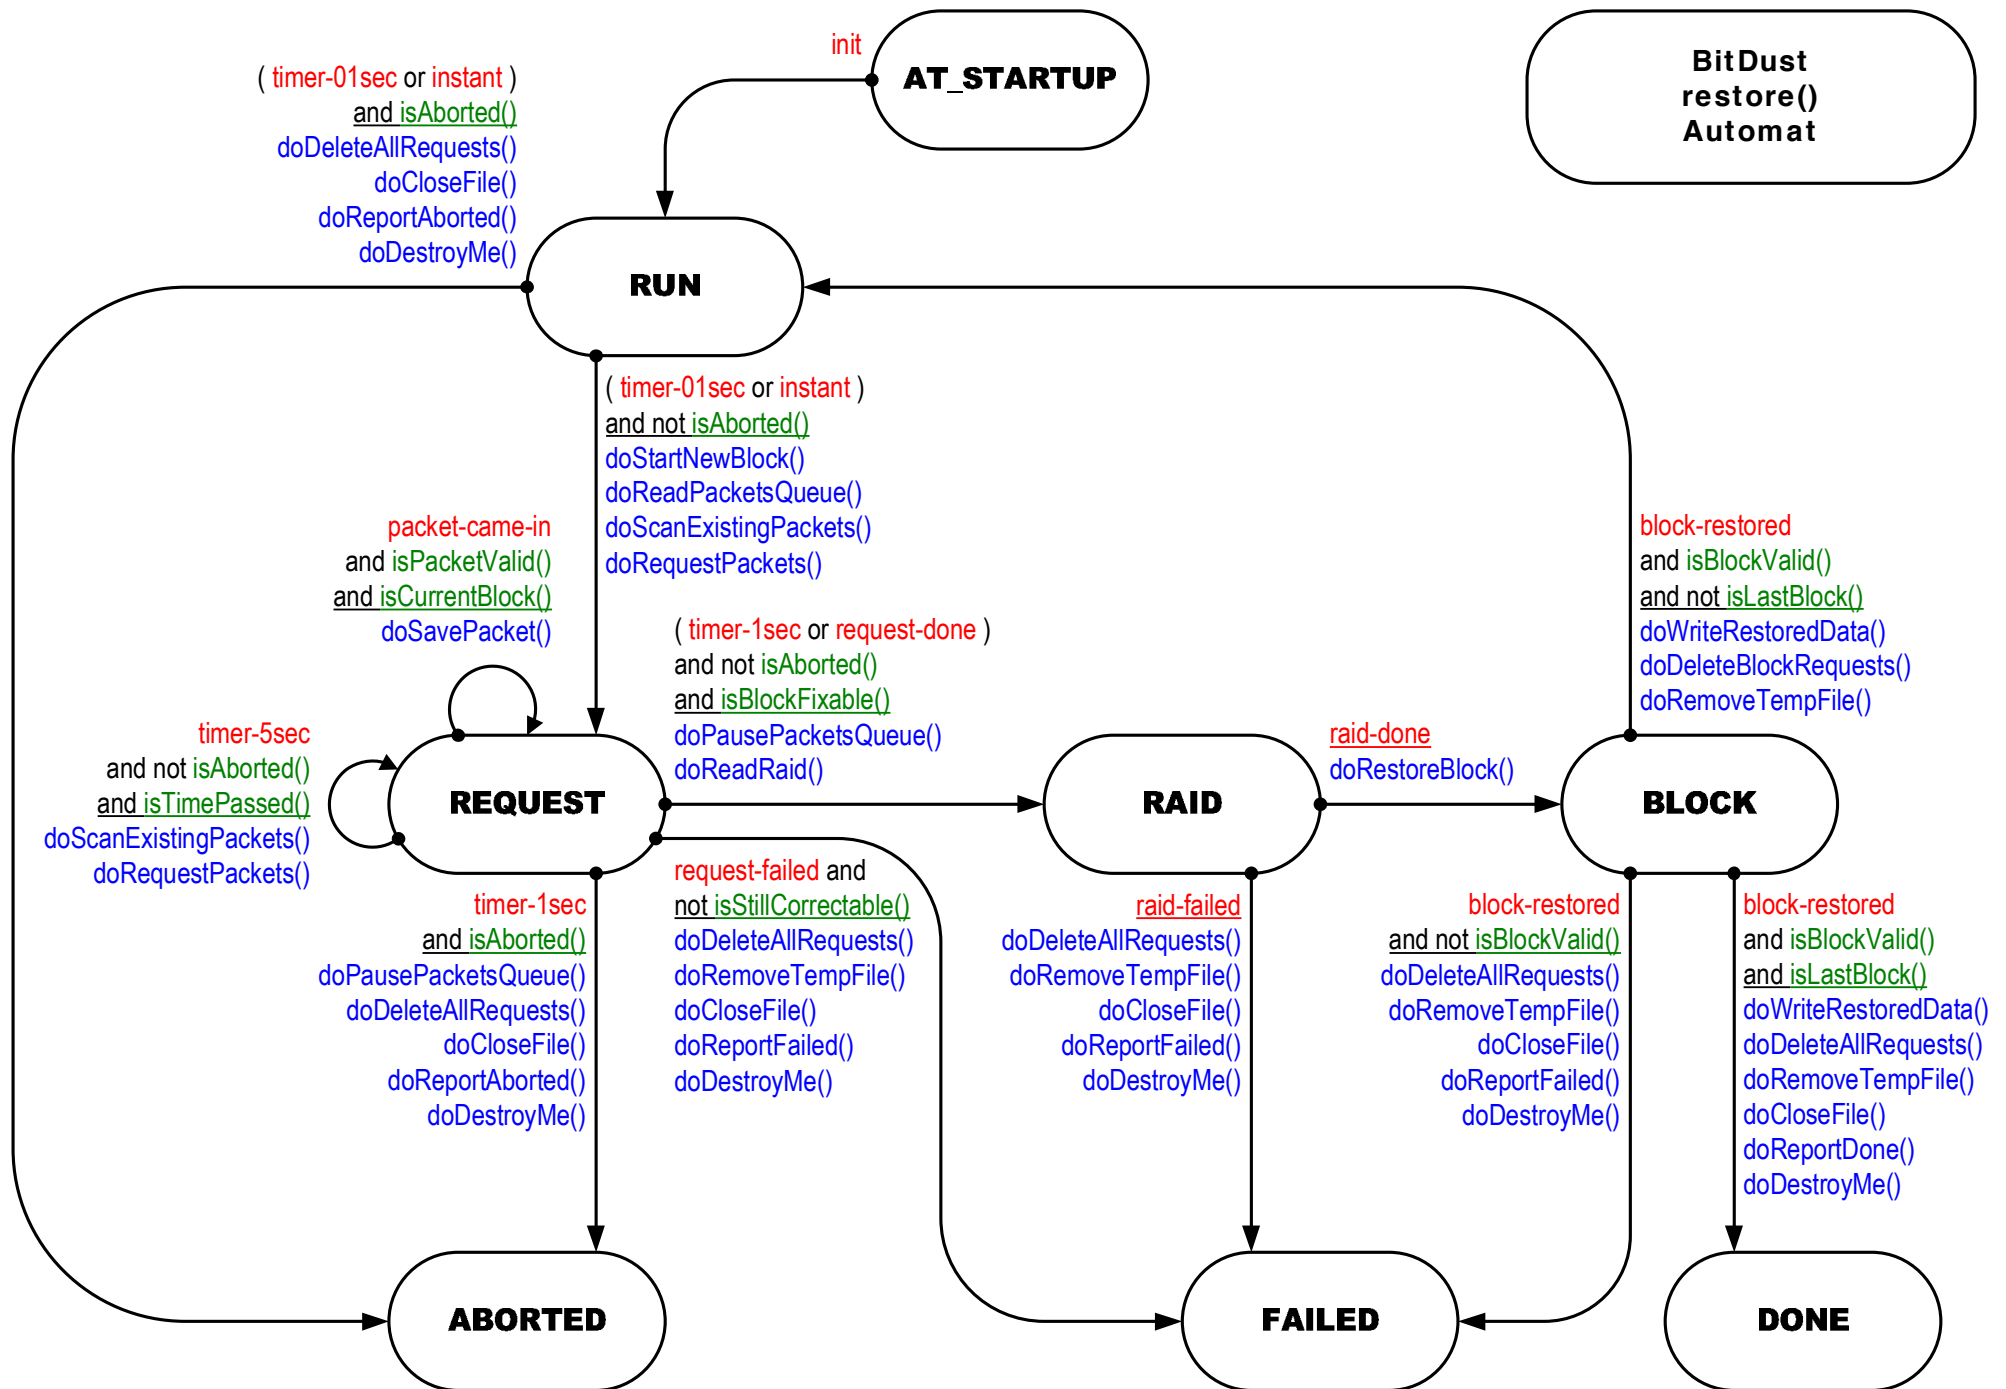 init
AT_STARTUP
BitDust
restore()
Automat
( timer-01sec or instant )
and isAborted()
doDeleteAllRequests()
doCloseFile()
doReportAborted()
doDestroyMe()
RUN
( timer-01sec or instant )
and not isAborted()
doStartNewBlock()
doReadPacketsQueue()
doScanExistingPackets()
doRequestPackets()
packet-came-in
and isPacketValid()
and isCurrentBlock()
doSavePacket()
block-restored
and isBlockValid()
and not isLastBlock()
doWriteRestoredData()
doDeleteBlockRequests()
doRemoveTempFile()
( timer-1sec or request-done )
and not isAborted()
and isBlockFixable()
doPausePacketsQueue()
doReadRaid()
timer-5sec
and not isAborted()
and isTimePassed()
doScanExistingPackets()
doRequestPackets()
REQUEST
RAID
raid-done
doRestoreBlock()
BLOCK
timer-1sec
and isAborted()
doPausePacketsQueue()
doDeleteAllRequests()
doCloseFile()
doReportAborted()
doDestroyMe()
request-failed and
not isStillCorrectable()
doDeleteAllRequests()
doRemoveTempFile()
doCloseFile()
doReportFailed()
doDestroyMe()
raid-failed
doDeleteAllRequests()
doRemoveTempFile()
doCloseFile()
doReportFailed()
doDestroyMe()
block-restored
and not isBlockValid()
doDeleteAllRequests()
doRemoveTempFile()
doCloseFile()
doReportFailed()
doDestroyMe()
block-restored
and isBlockValid()
and isLastBlock()
doWriteRestoredData()
doDeleteAllRequests()
doRemoveTempFile()
doCloseFile()
doReportDone()
doDestroyMe()
ABORTED
FAILED
DONE